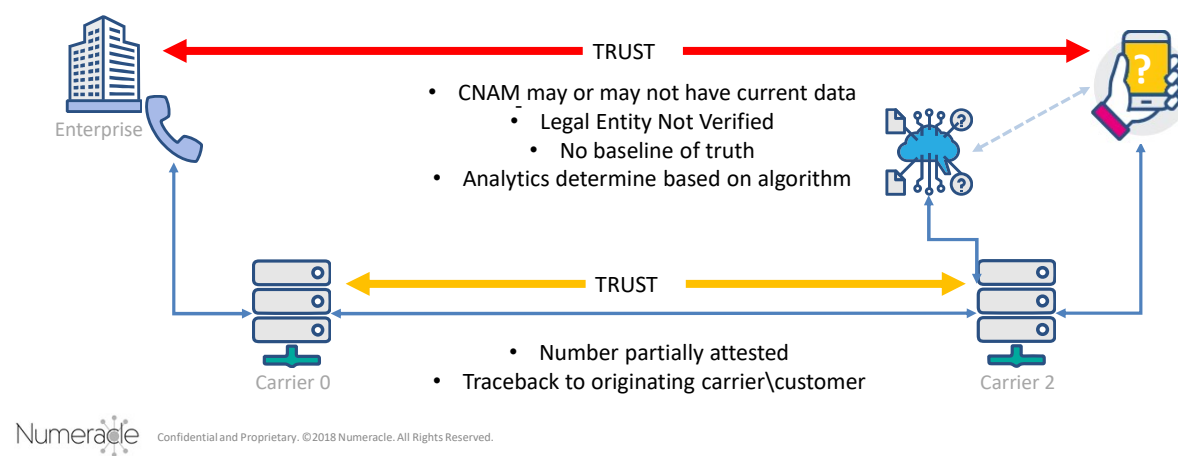 TRUST
?
• CNAM may or may not have current data
• Legal Entity Not Verified
• No baseline of truth
• Analytics determine based on algorithm
Enterprise
?
?
TRUST
• Number partially attested
• Traceback to originating carrier\customer
Carrier 0
Carrier 2
Numeracle
Confidential and Proprietary. ©2018 Numeracle. All Rights Reserved.